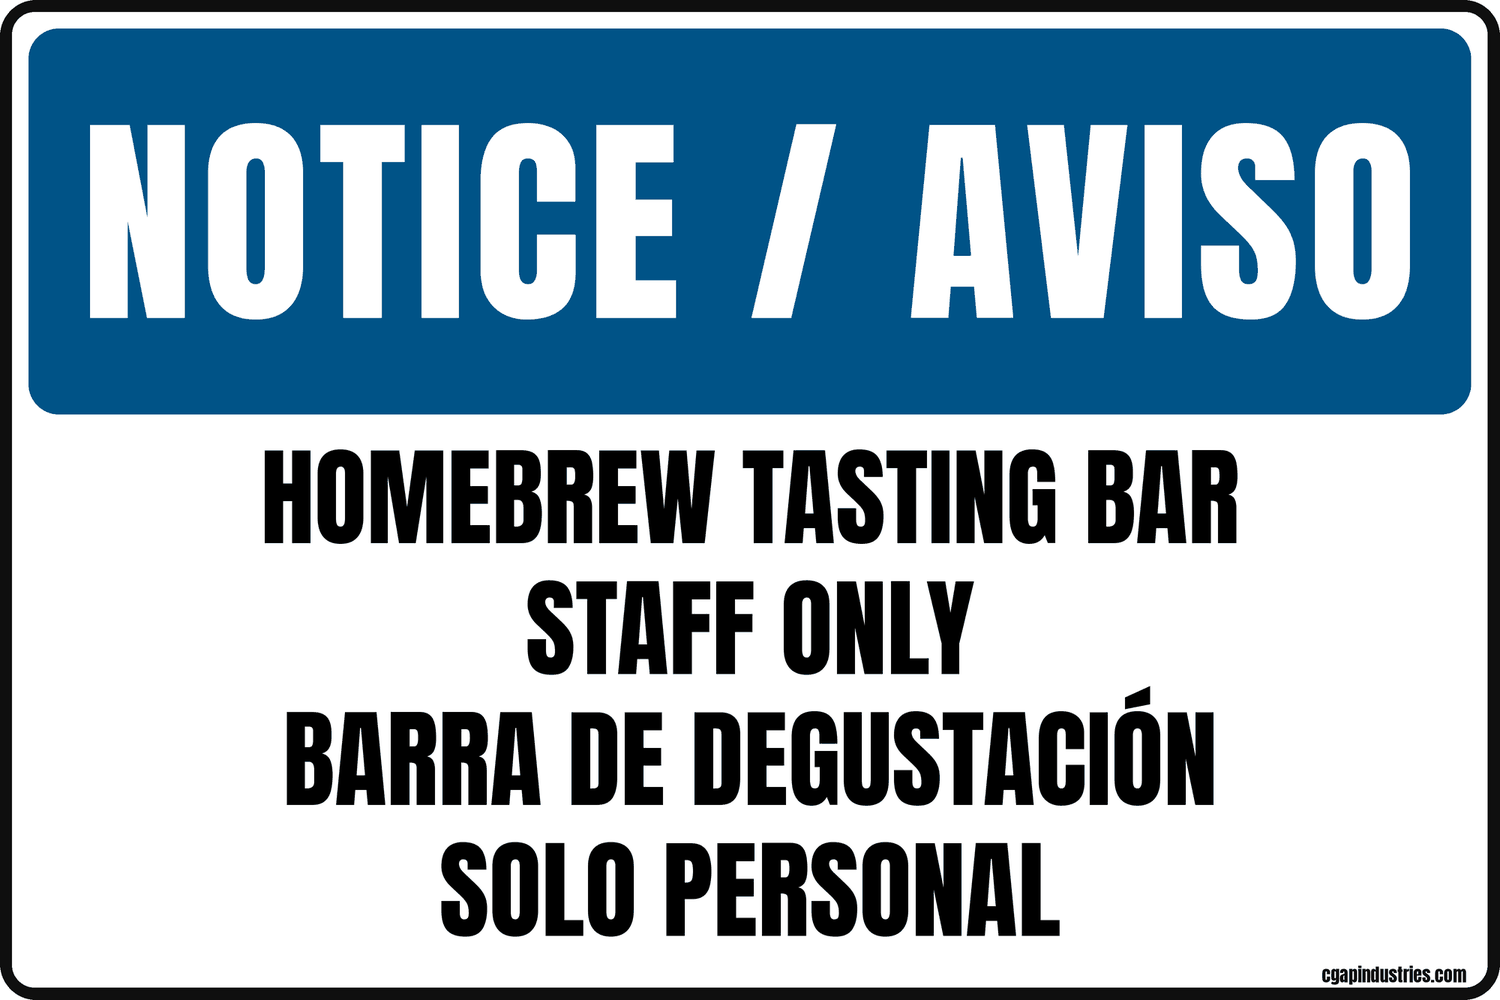 NOTICE / AVISO
HOMEBREW TASTING BAR
STAFF ONLY
BARRA DE DEGUSTACIÓN
SOLO PERSONAL
cgapindustries.com